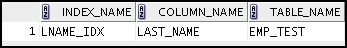 INDEX_NAME COLUMN_NAME TABLE_NAME
1 LNAME_IDX LAST_NAME EMP_TEST